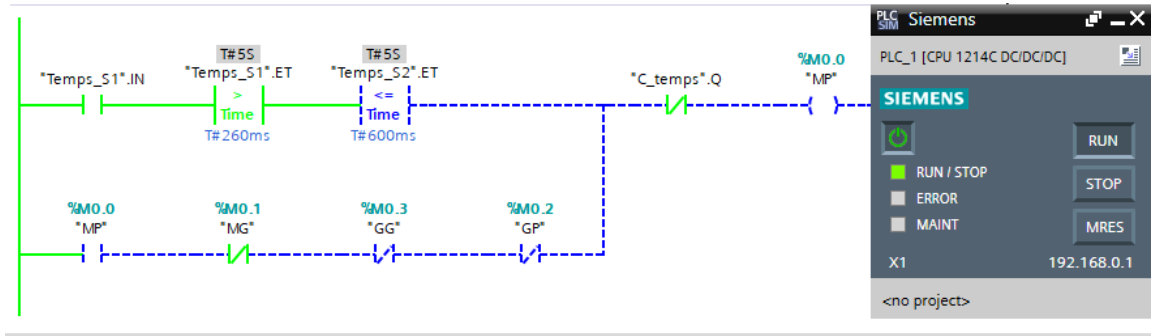 T#5S
T#5S
"Temps_S1".IN
"Temps_S1".ET
"Temps_S2".ET
"C_temps".Q
%M0.0
"MP"
>
Time
<=
Time
T#260ms
T#600ms
%M0.0
"MP"
%M0.1
"MG"
%M0.3
"GG"
%M0.2
"GP"
PLC SIM
Siemens
PLC_1 [CPU 1214C DC/DC/DC]
SIEMENS
RUN
RUN / STOP
STOP
ERROR
MAINT
MRES
X1
192.168.0.1
<no project>